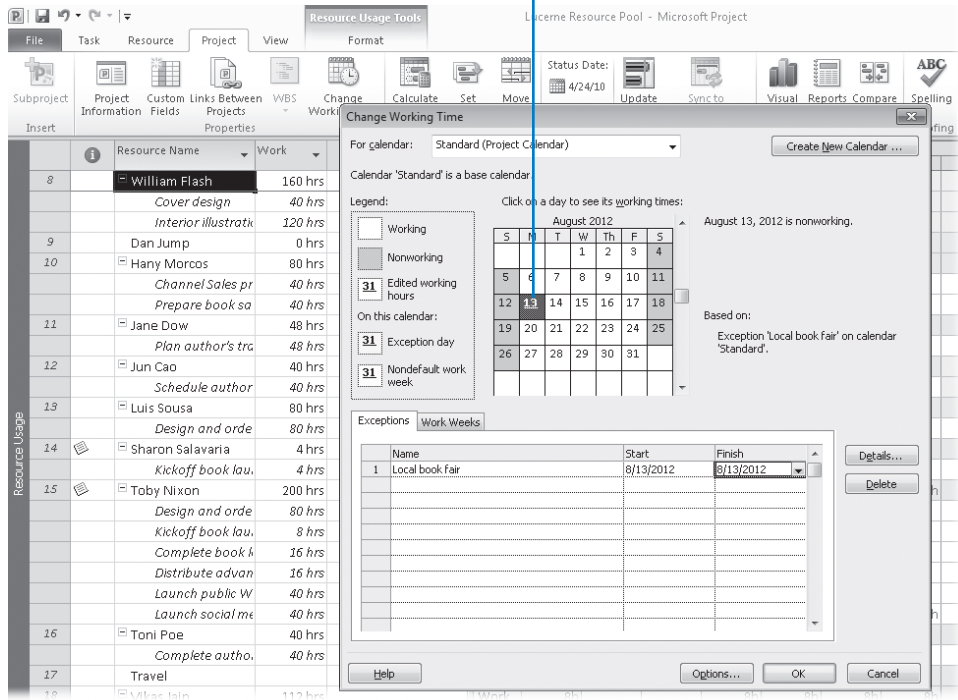 Resource Usage Tools
Lucerne Resource Pool - Microsoft Project
File Task Resource Project View Format
Subproject
Project Information
Custom Fields
Links Between Projects
WBS
Change
Calculate
Set
Move
Status Date:
4/24/10
Update
Sync to
Visual Reports
Compare
ABC
Spelling
Insert
Properties
Resource Name Work
8 William Flash 160 hrs
Cover design 40 hrs
Interior 120 hrs
9 Dan Jump 0 hrs
10 Hany Morcos 80 hrs
Channel Sales pr 40 hrs
Prepare book sa 40 hrs
11 Jane Dow 48 hrs
Plan author's tra 48 hrs
12 Jun Cao 40 hrs
Schedule author 40 hrs
13 Luis Sousa 80 hrs
Design and orde 80 hrs
14 Sharon Salavaria 4 hrs
Kickoff book lau 4 hrs
15 Toby Nixon 200 hrs
Design and orde 80 hrs
Kickoff book lau 8 hrs
Complete book 16 hrs
Distribute advan 16 hrs
Launch public W 40 hrs
Launch social me 40 hrs
16 Toni Poe 40 hrs
Complete autho 40 hrs
17 Travel
18 Vikas Jain 112 hrs
Work 8h 8h 8h
Resource Usage
Change Working Time
For calendar: Standard (Project Calendar)
Create New Calendar ...
Calendar 'Standard' is a base calendar.
Legend:
Working
Nonworking
31 Edited working hours
On this calendar:
31 Exception day
31 Nondefault work week
Click on a day to see its working times:
August 2012
S M T W Th F S
1 2 3 4
5 6 7 8 9 10 11
12 13 14 15 16 17 18
19 20 21 22 23 24 25
26 27 28 29 30 31
August 13, 2012 is nonworking.
Based on:
Exception 'Local book fair' on calendar 'Standard'.
Exceptions Work Weeks
Name Start Finish
1 Local book fair 8/13/2012 8/13/2012
Details...
Delete
Help
Options...
OK
Cancel